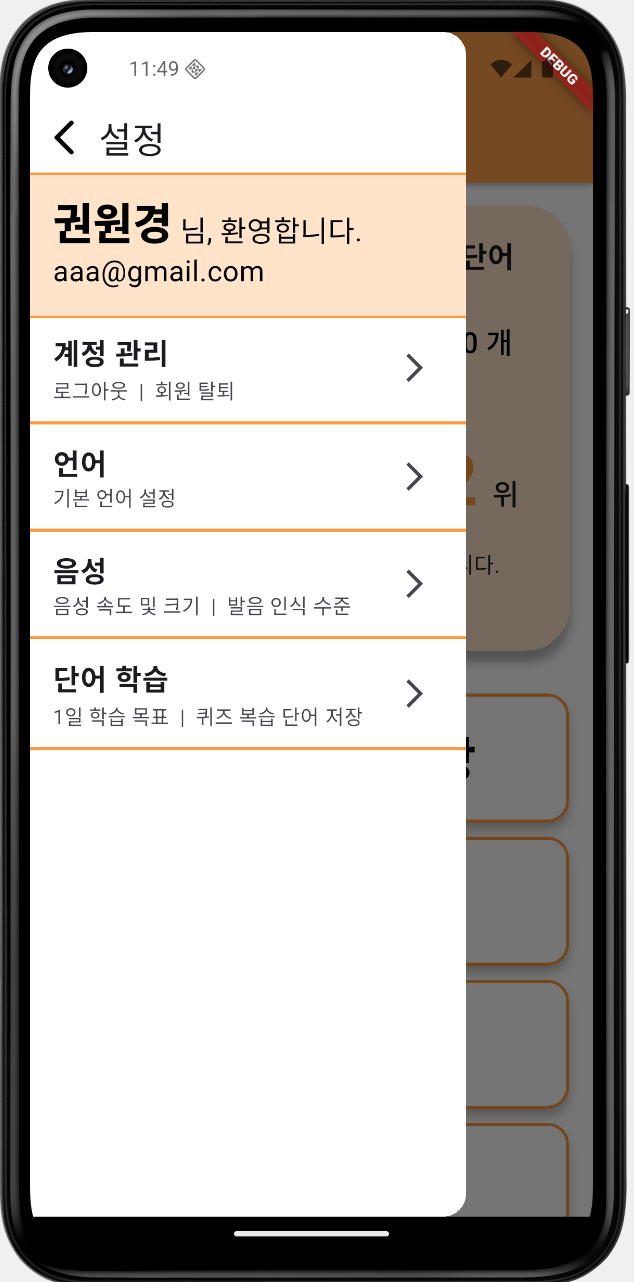 11:49
DEBUG
설정
권원경 님, 환영합니다.
aaa@gmail.com
계정 관리
로그아웃 | 회원 탈퇴
언어
기본 언어 설정
음성
음성 속도 및 크기 | 발음 인식 수준
단어 학습
1일 학습 목표 | 퀴즈 복습 단어 저장
단어
0 개
2 위
니다.